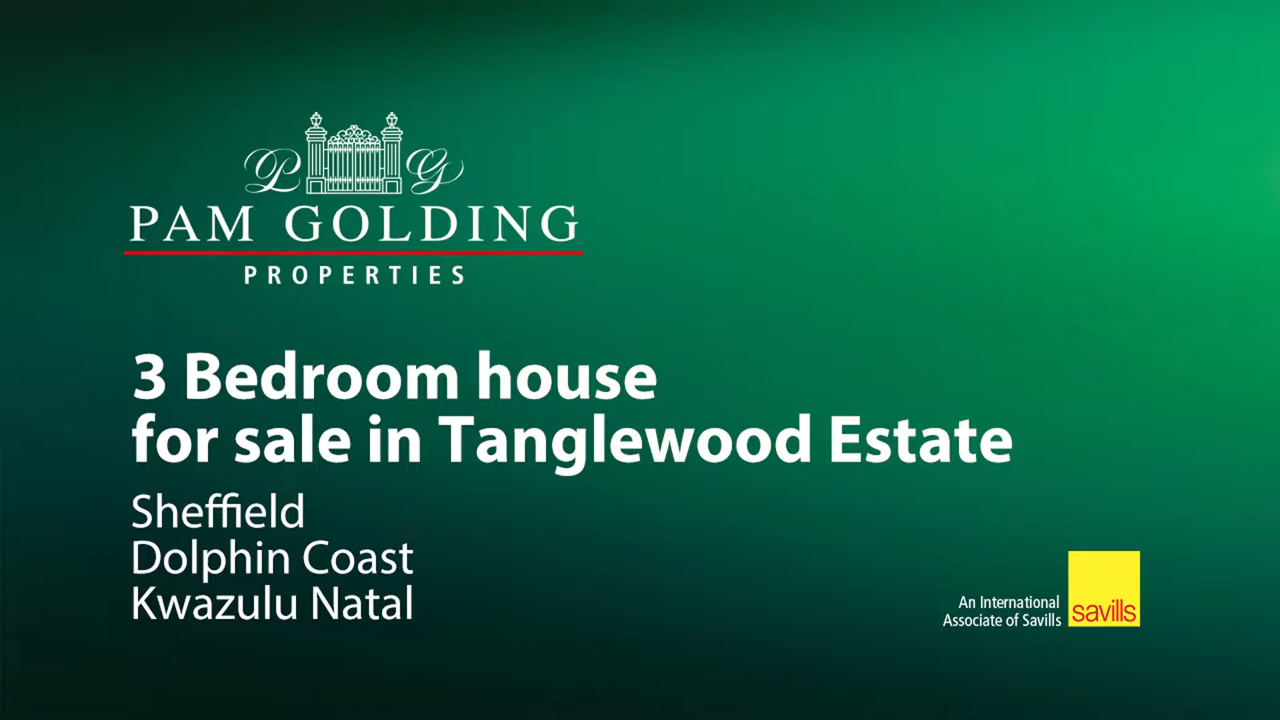 P G
PAM GOLDING
PROPERTIES
3 Bedroom house
for sale in Tanglewood Estate
Sheffield
Dolphin Coast
Kwazulu Natal
An International
Associate of Savills
savills